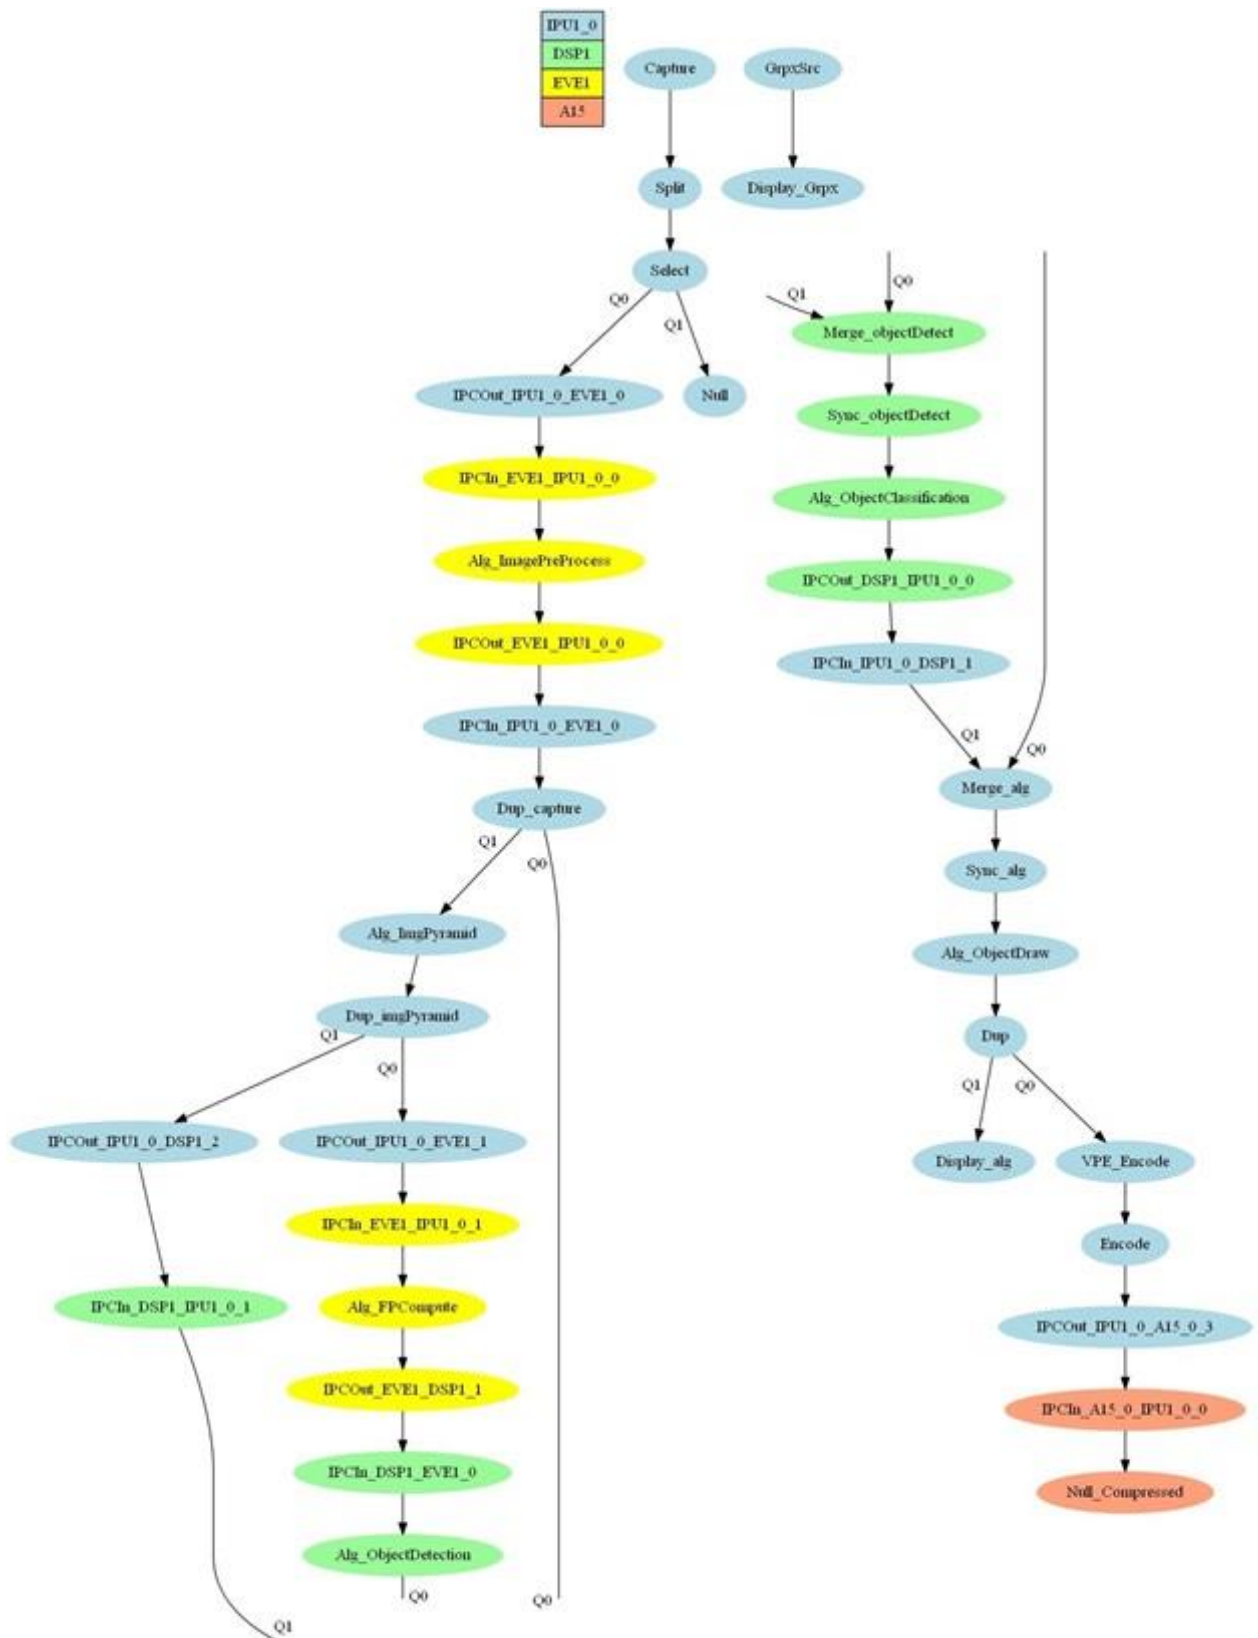 IPU1_0
DSP1
EVE1
A15
Capture
GrpxSrc
Split
Display_Grpx
Select
Q0
Q1
IPCOut_IPU1_0_EVE1_0
Null
IPCIn_EVE1_IPU1_0_0
Alg_ImagePreProcess
IPCOut_EVE1_IPU1_0_0
IPCIn_IPU1_0_EVE1_0
Dup_capture
Q1
Q0
Alg_ImgPyramid
Dup_imgPyramid
Q1
Q0
IPCOut_IPU1_0_DSP1_2
IPCOut_IPU1_0_EVE1_1
IPCIn_EVE1_IPU1_0_1
IPCIn_DSP1_IPU1_0_1
Alg_FPCompute
IPCOut_EVE1_DSP1_1
IPCIn_DSP1_EVE1_0
Alg_ObjectDetection
Q0
Q0
Q1
Q1
Q0
Merge_objectDetect
Sync_objectDetect
Alg_ObjectClassification
IPCOut_DSP1_IPU1_0_0
IPCIn_IPU1_0_DSP1_1
Q1
Q0
Merge_alg
Sync_alg
Alg_ObjectDraw
Dup
Q1
Q0
Display_alg
VPE_Encode
Encode
IPCOut_IPU1_0_A15_0_3
IPCIn_A15_0_IPU1_0_0
Null_Compressed